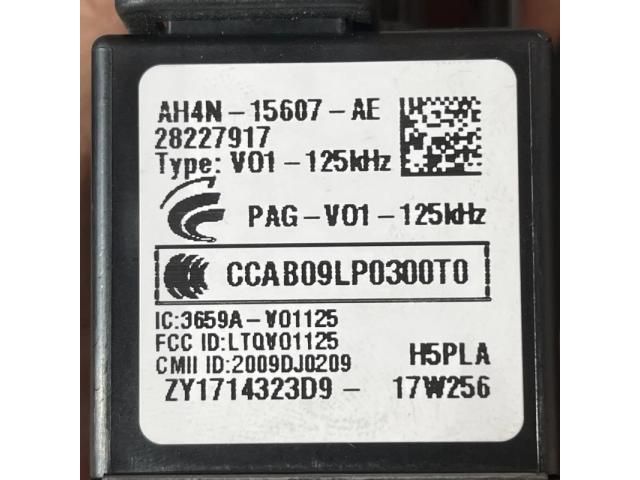 AH4N-15607-AE
28227917
Type: V01-125kHz
PAG-V01-125kHz
CCAB09LP0300T0
IC:3659A-V01125
FCC ID:LTQV01125
CMII ID:2009DJ0209
H5PLA
ZY1714323D9 - 17W256